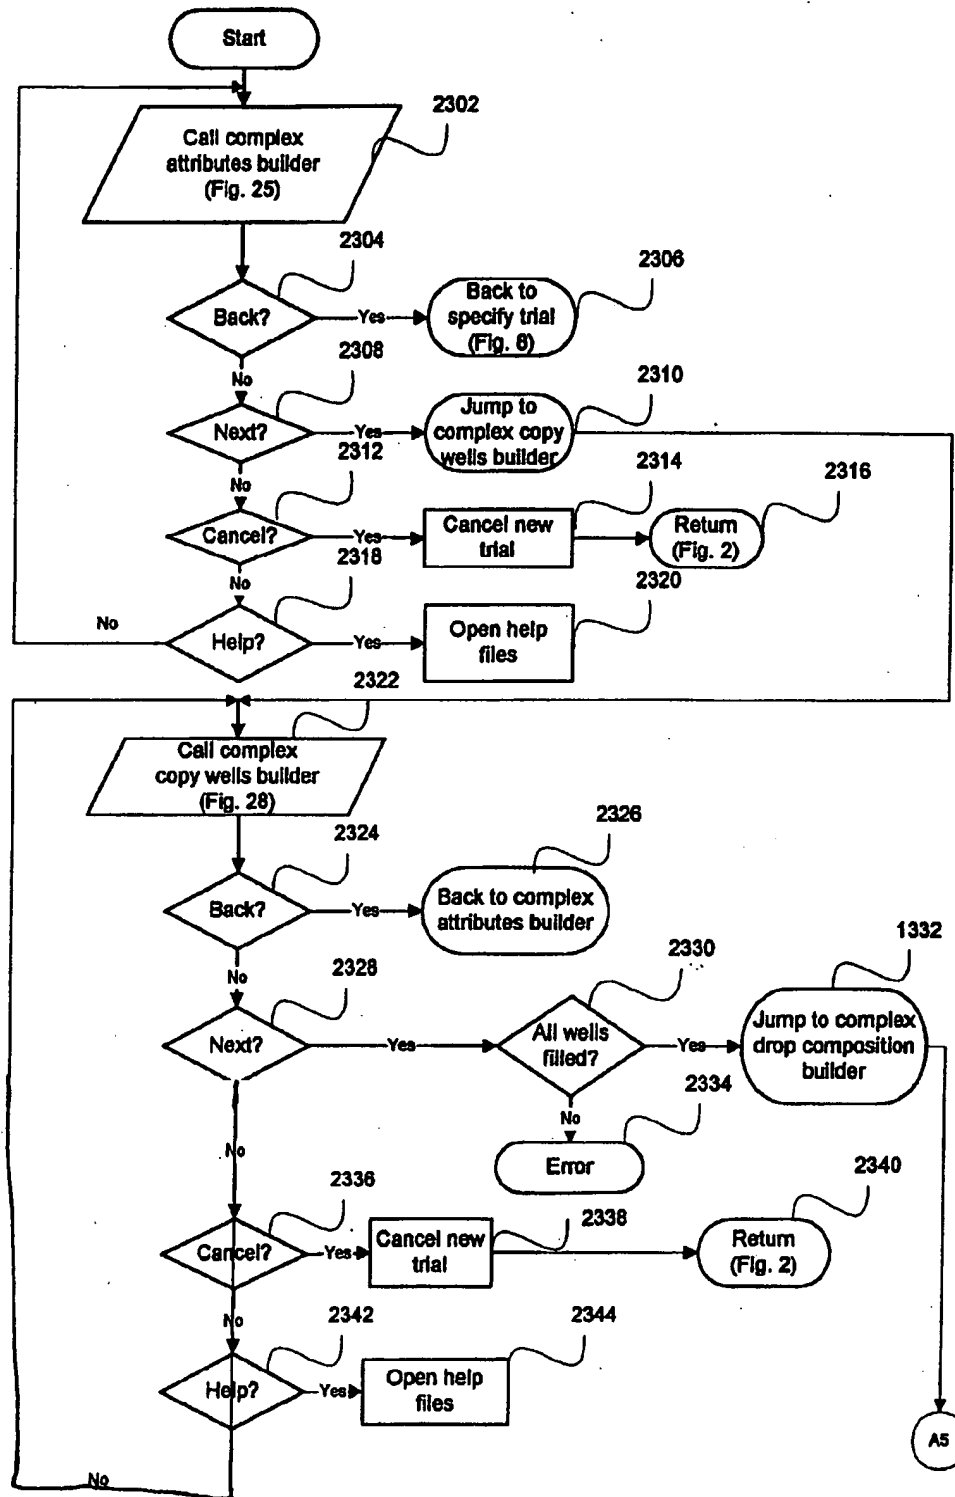 Start
2302
Call complex
attributes builder
(Fig. 25)
2304
Back?
Yes
2306
Back to
specify trial
(Fig. 8)
No
2308
Next?
Yes
2310
Jump to
complex copy
wells builder
No
2312
Cancel?
Yes
2314
Cancel new
trial
2316
Return
(Fig. 2)
No
2318
No
Help?
Yes
2320
Open help
files
2322
Call complex
copy wells builder
(Fig. 28)
2324
Back?
Yes
2326
Back to complex
attributes builder
No
2328
Next?
Yes
2330
All wells
filled?
Yes
1332
Jump to complex
drop composition
builder
No
2334
Error
No
2336
Cancel?
Yes
2338
Cancel new
trial
2340
Return
(Fig. 2)
No
2342
Help?
Yes
2344
Open help
files
A5
No